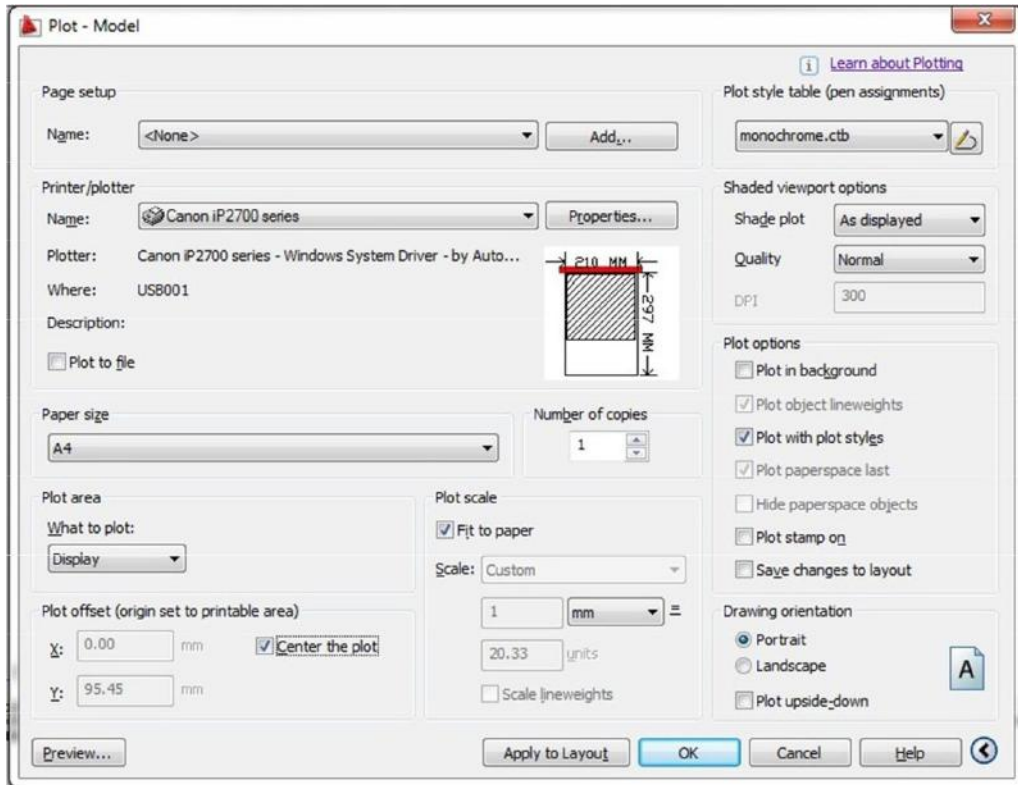 Plot - Model
Learn about Plotting
Page setup
Name:
<None>
Add...
Plot style table (pen assignments)
monochrome.ctb
Printer/plotter
Name:
Canon iP2700 series
Properties...
Plotter:
Canon iP2700 series - Windows System Driver - by Auto...
Where:
USB001
Description:
Plot to file
210 MM
297 MM
Shaded viewport options
Shade plot
As displayed
Quality
Normal
DPI
300
Paper size
A4
Number of copies
1
Plot options
Plot in background
Plot object lineweights
Plot with plot styles
Plot paperspace last
Hide paperspace objects
Plot stamp on
Save changes to layout
Plot area
What to plot:
Display
Plot scale
Fit to paper
Scale:
Custom
1
mm
=
20.33
units
Scale lineweights
Plot offset (origin set to printable area)
X:
0.00
mm
Center the plot
Y:
95.45
mm
Drawing orientation
Portrait
Landscape
Plot upside-down
A
Preview...
Apply to Layout
OK
Cancel
Help